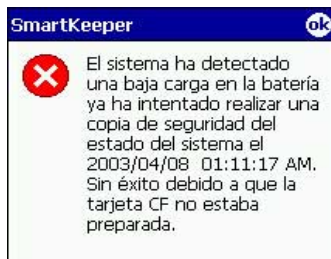 SmartKeeper ok
El sistema ha detectado
una baja carga en la batería
ya ha intentado realizar una
copia de seguridad del
estado del sistema el
2003/04/08 01:11:17 AM.
Sin éxito debido a que la
tarjeta CF no estaba
preparada.